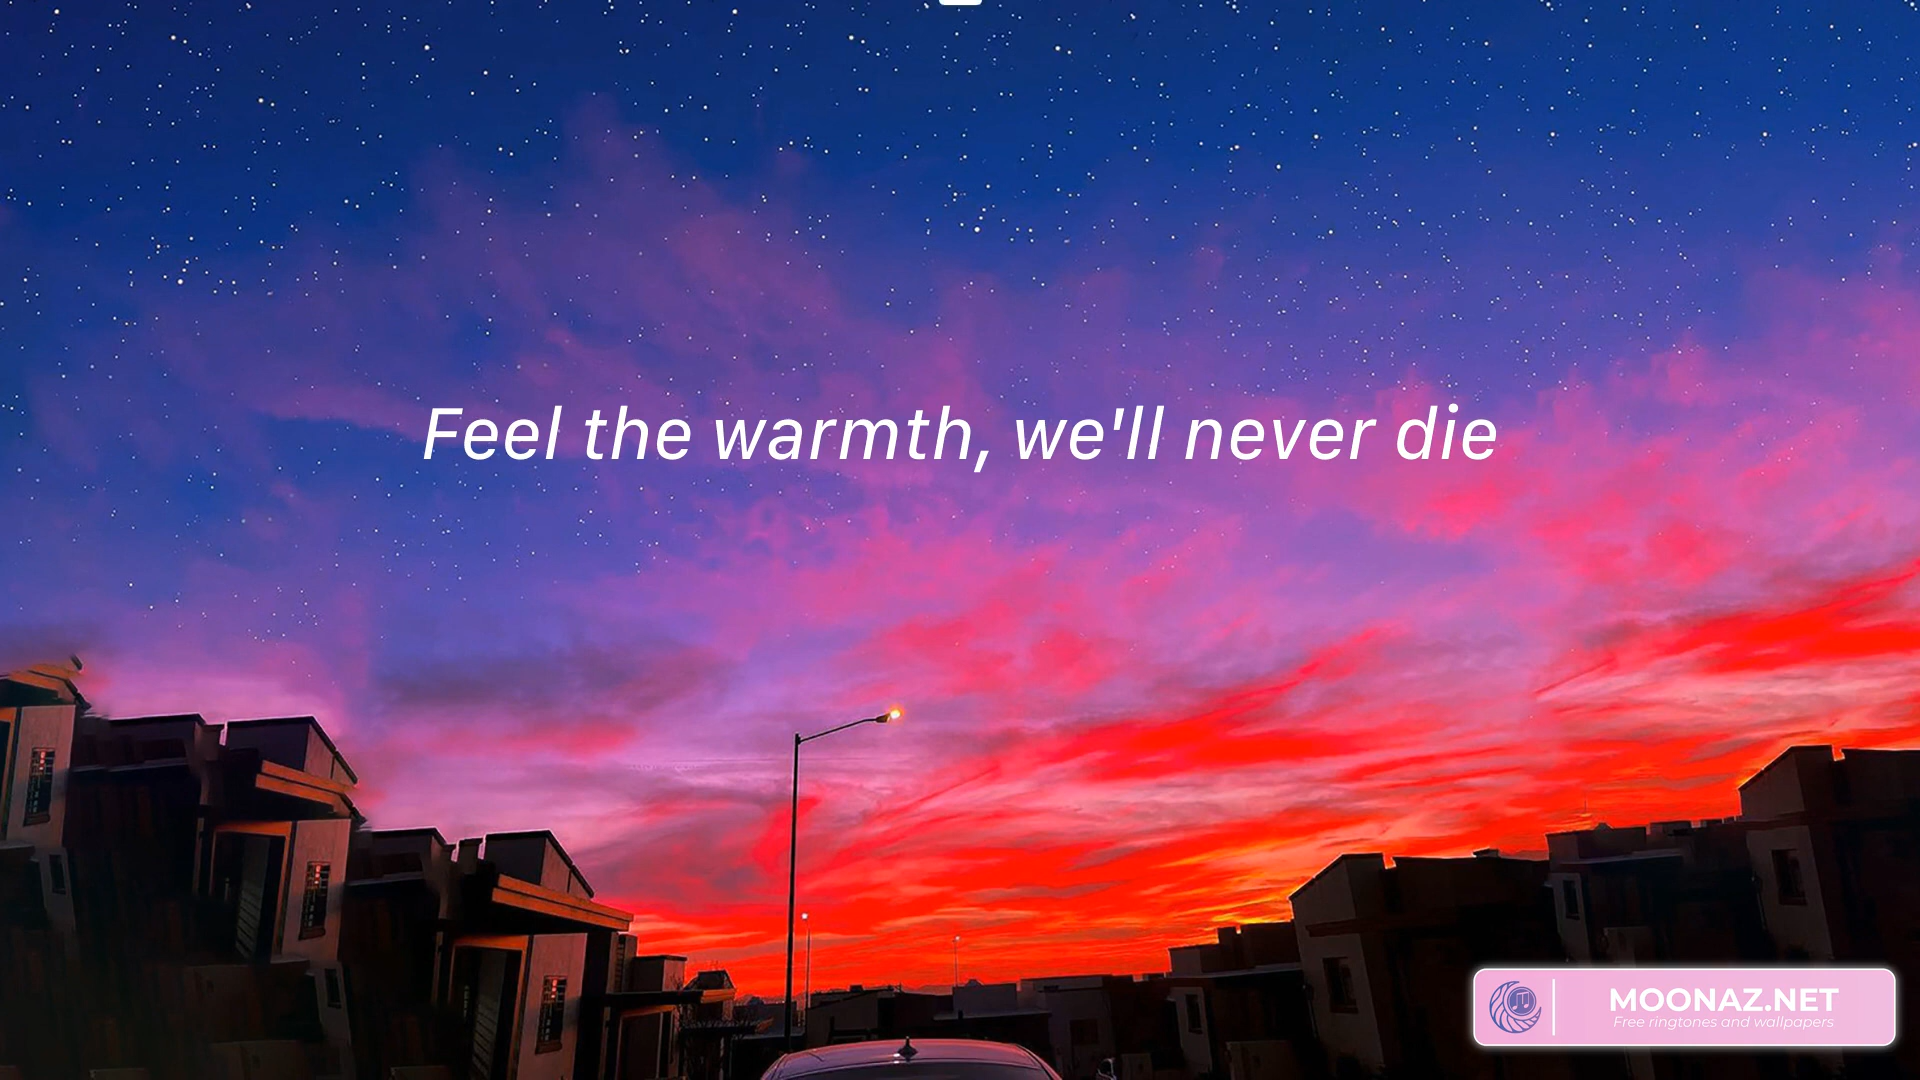 Feel the warmth, we'll never die
MOONAZ.NET
Free ringtones and wallpapers